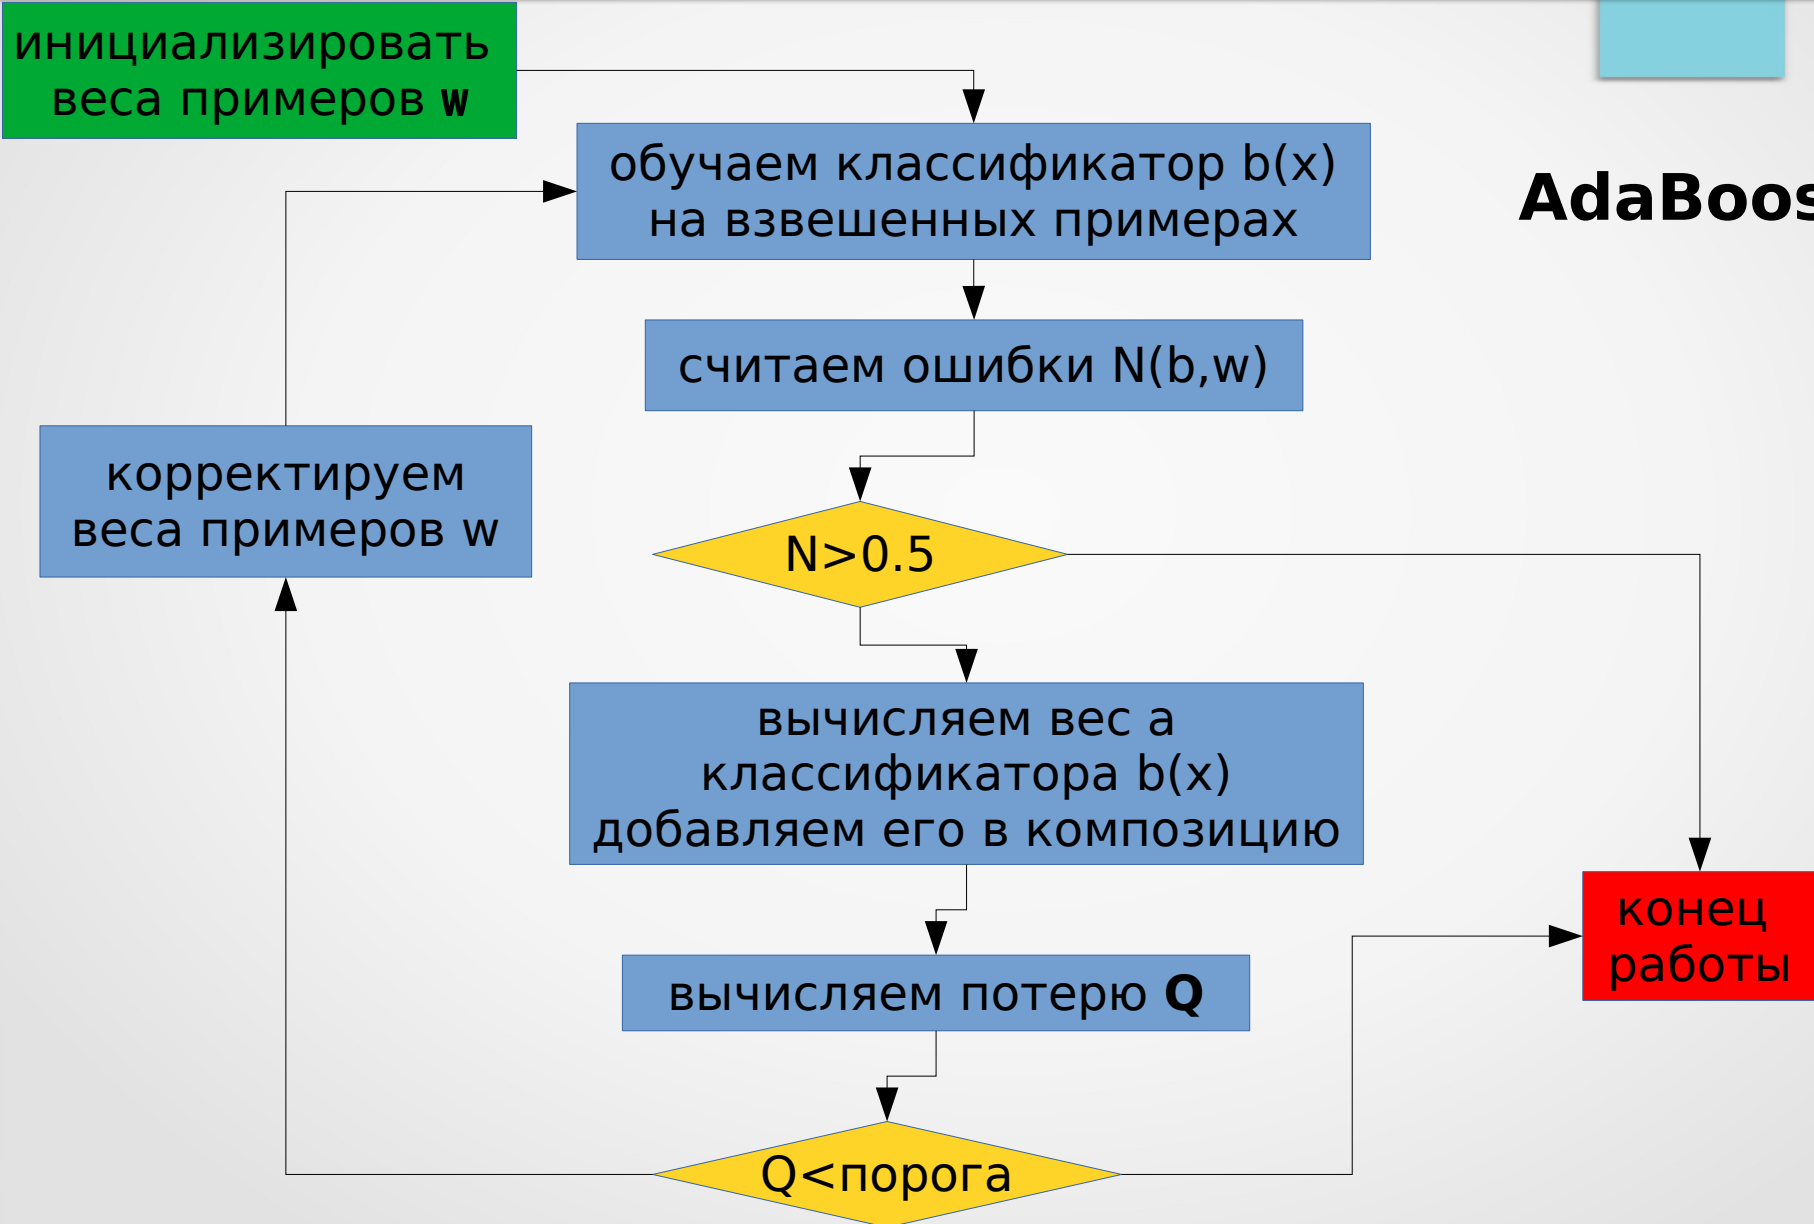 инициализировать
веса примеров w
обучаем классификатор b(x)
на взвешенных примерах
AdaBoos
считаем ошибки N(b,w)
корректируем
веса примеров w
N>0.5
вычисляем вес a
классификатора b(x)
добавляем его в композицию
конец
работы
вычисляем потерю Q
Q<порога